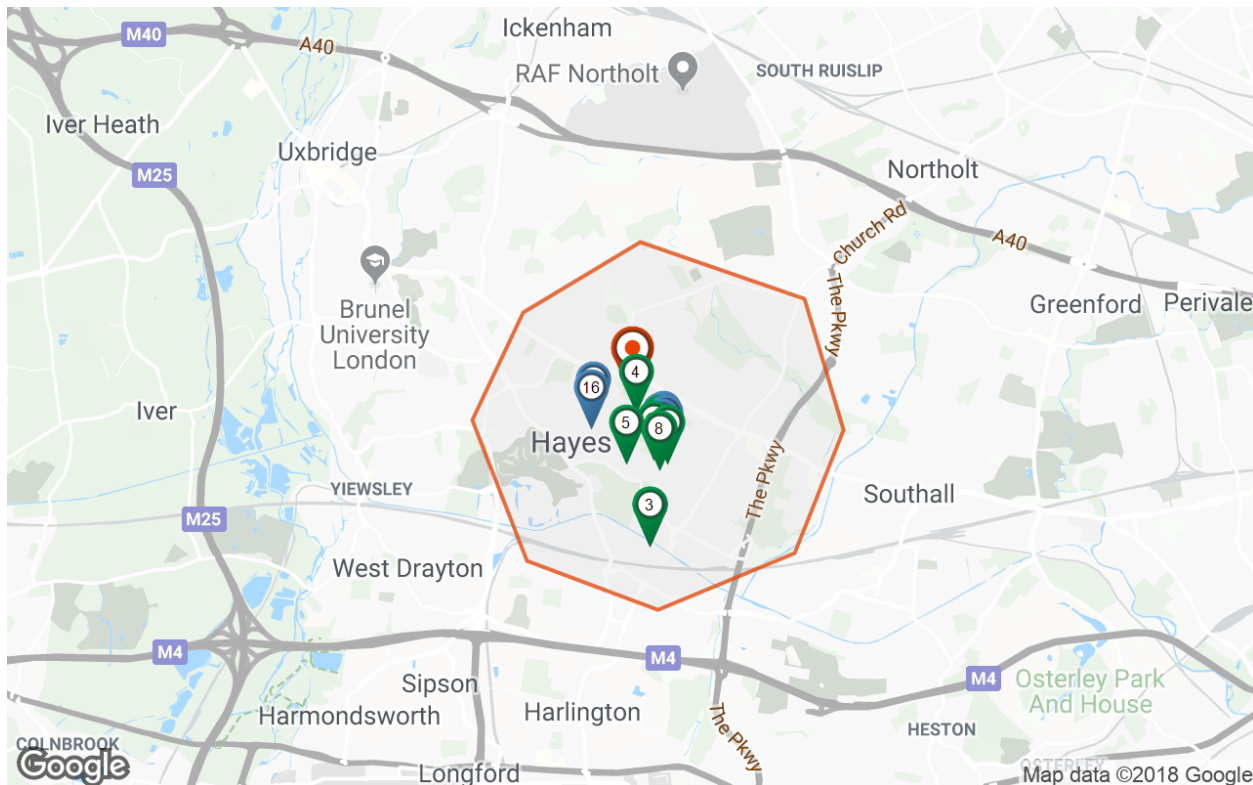 Ickenham
M40
A40
RAF Northolt
SOUTH RUISLIP
Iver Heath
Uxbridge
M25
Northolt
Church Rd
A40
The Pkwy
Brunel
University
London
Greenford
Perivale
4
16
Iver
5
8
Hayes
The Pkwy
YIEWSLEY
Southall
3
M25
West Drayton
M4
M4
M4
Sipson
Osterley Park
And House
Harmondsworth
Harlington
The Pkwy
HESTON
COLNBROOK
Google
Longford
OSTERLEY
Map data ©2018 Google